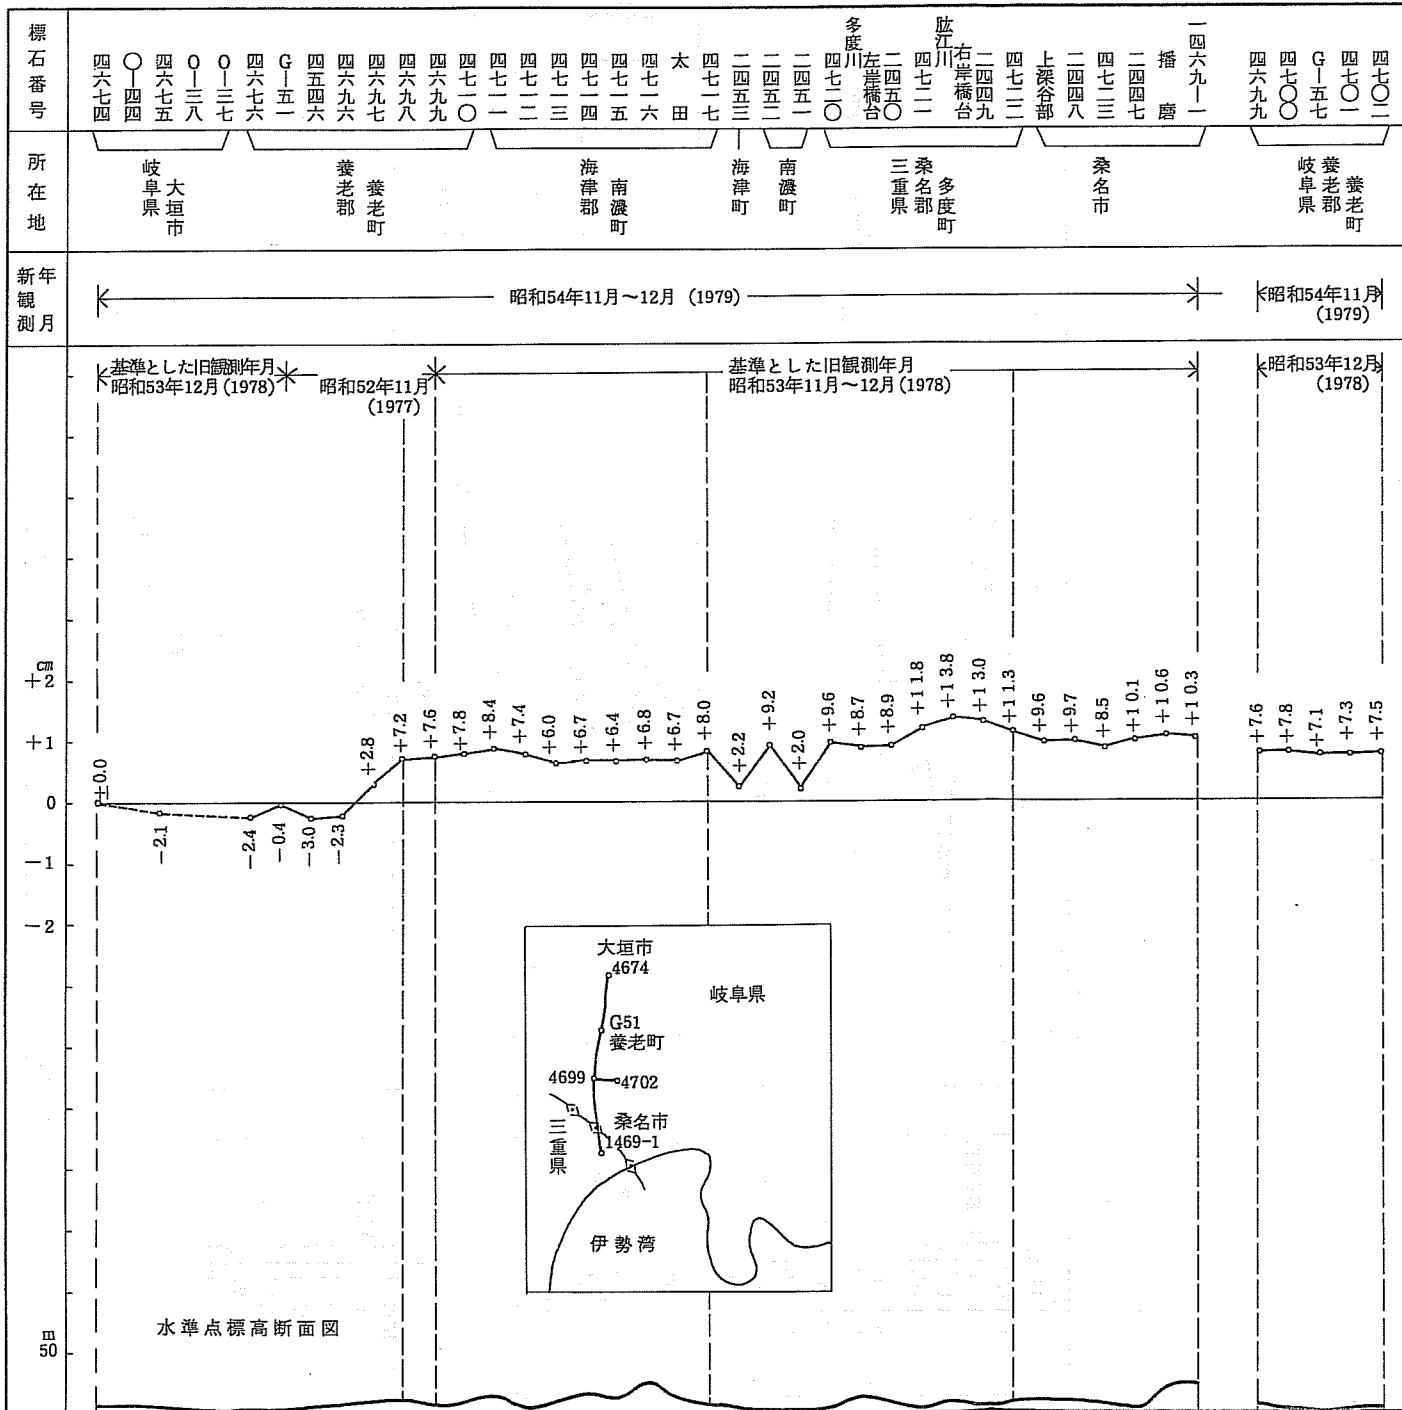 標石番号
四六七四
〇―四四
四六七五
O―三八
O―三七
四六七六
G―五一
四五四六
四六九六
四六九七
四六九八
四六九九
四七一〇
四七一一
四七一二
四七一三
四七一四
四七一五
四七一六
太田
四七一七
二四五三
二四五二
二四五一
四七二〇
多度川
左岸橋台
二四五〇
四七二一
肱江川
右岸橋台
二四四九
四七二二
上深谷部
二四四八
四七二三
二四四七
播磨
一四六九―一
四六九九
四七〇〇
G―五七
四七〇一
四七〇二
所在地
岐阜県
大垣市
養老郡
養老町
海津郡
南濃町
海津町
南濃町
三重県
桑名郡
多度町
桑名市
岐阜県
養老郡
養老町
新観測
年月
昭和54年11月～12月 (1979)
昭和54年11月
(1979)
基準とした旧観測年月
昭和53年12月(1978)
昭和52年11月
(1977)
基準とした旧観測年月
昭和53年11月～12月(1978)
昭和53年12月
(1978)
cm
+2
+1
0
−1
−2
±0.0
−2.1
−2.4
−0.4
−3.0
−2.3
+2.8
+7.2
+7.6
+7.8
+8.4
+7.4
+6.0
+6.7
+6.4
+6.8
+6.7
+8.0
+2.2
+9.2
+2.0
+9.6
+8.7
+8.9
+11.8
+13.8
+13.0
+11.3
+9.6
+9.7
+8.5
+10.1
+10.6
+10.3
+7.6
+7.8
+7.1
+7.3
+7.5
大垣市
4674
岐阜県
G51
養老町
4699
4702
桑名市
1469-1
三重県
伊勢湾
水準点標高断面図
m
50